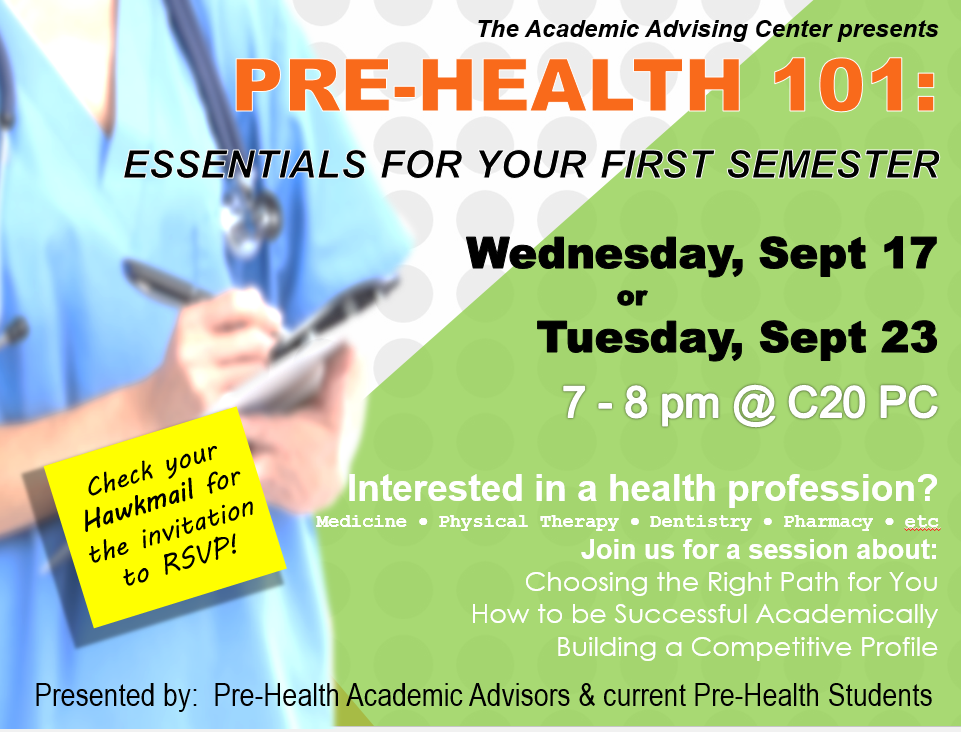 The Academic Advising Center presents
PRE-HEALTH 101:
ESSENTIALS FOR YOUR FIRST SEMESTER
Wednesday, Sept 17
or
Tuesday, Sept 23
7 - 8 pm @ C20 PC
Check your
Hawkmail for
the invitation
to RSVP!
Interested in a health profession?
Medicine ● Physical Therapy ● Dentistry ● Pharmacy ● etc
Join us for a session about:
Choosing the Right Path for You
How to be Successful Academically
Building a Competitive Profile
Presented by:  Pre-Health Academic Advisors & current Pre-Health Students